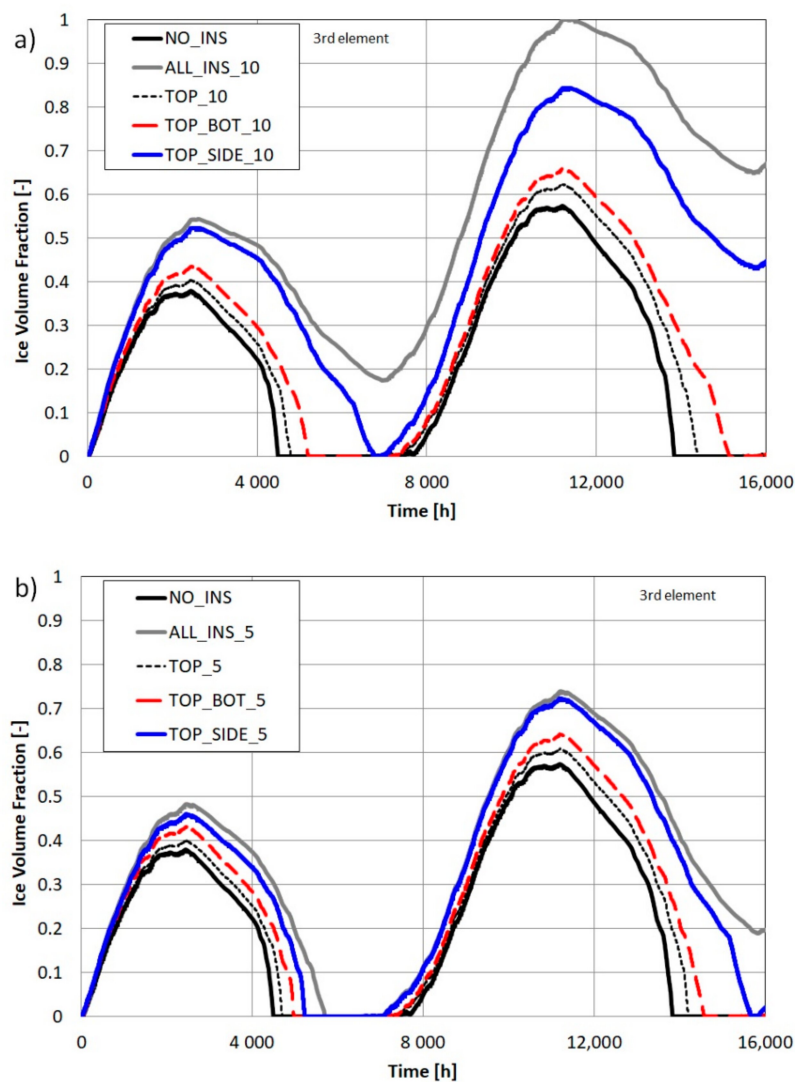 a)
3rd element
NO_INS
ALL_INS_10
TOP_10
TOP_BOT_10
TOP_SIDE_10
Ice Volume Fraction [-]
1
0.9
0.8
0.7
0.6
0.5
0.4
0.3
0.2
0.1
0
0 4 000 8 000 12,000 16,000
Time [h]
b)
3rd element
NO_INS
ALL_INS_5
TOP_5
TOP_BOT_5
TOP_SIDE_5
Ice Volume Fraction [-]
1
0.9
0.8
0.7
0.6
0.5
0.4
0.3
0.2
0.1
0
0 4 000 8 000 12,000 16,000
Time [h]